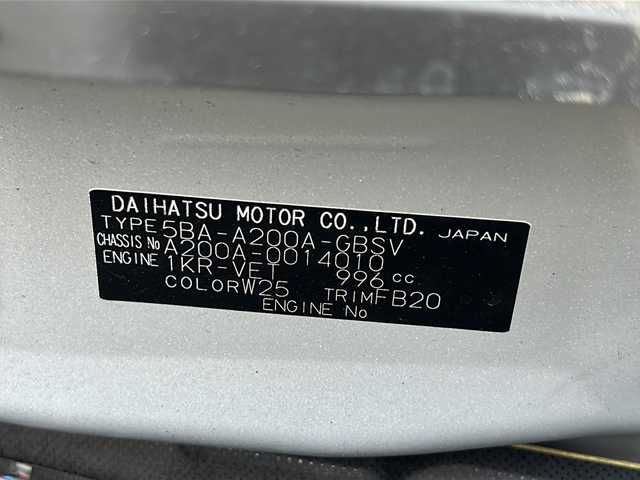 DAIHATSU MOTOR CO.,LTD. JAPAN
TYPE 5BA-A200A-GBSV
CHASSIS No A200A-0014010
ENGINE 1KR-VET 996 cc
COLOR W25 TRIM FB20
ENGINE No